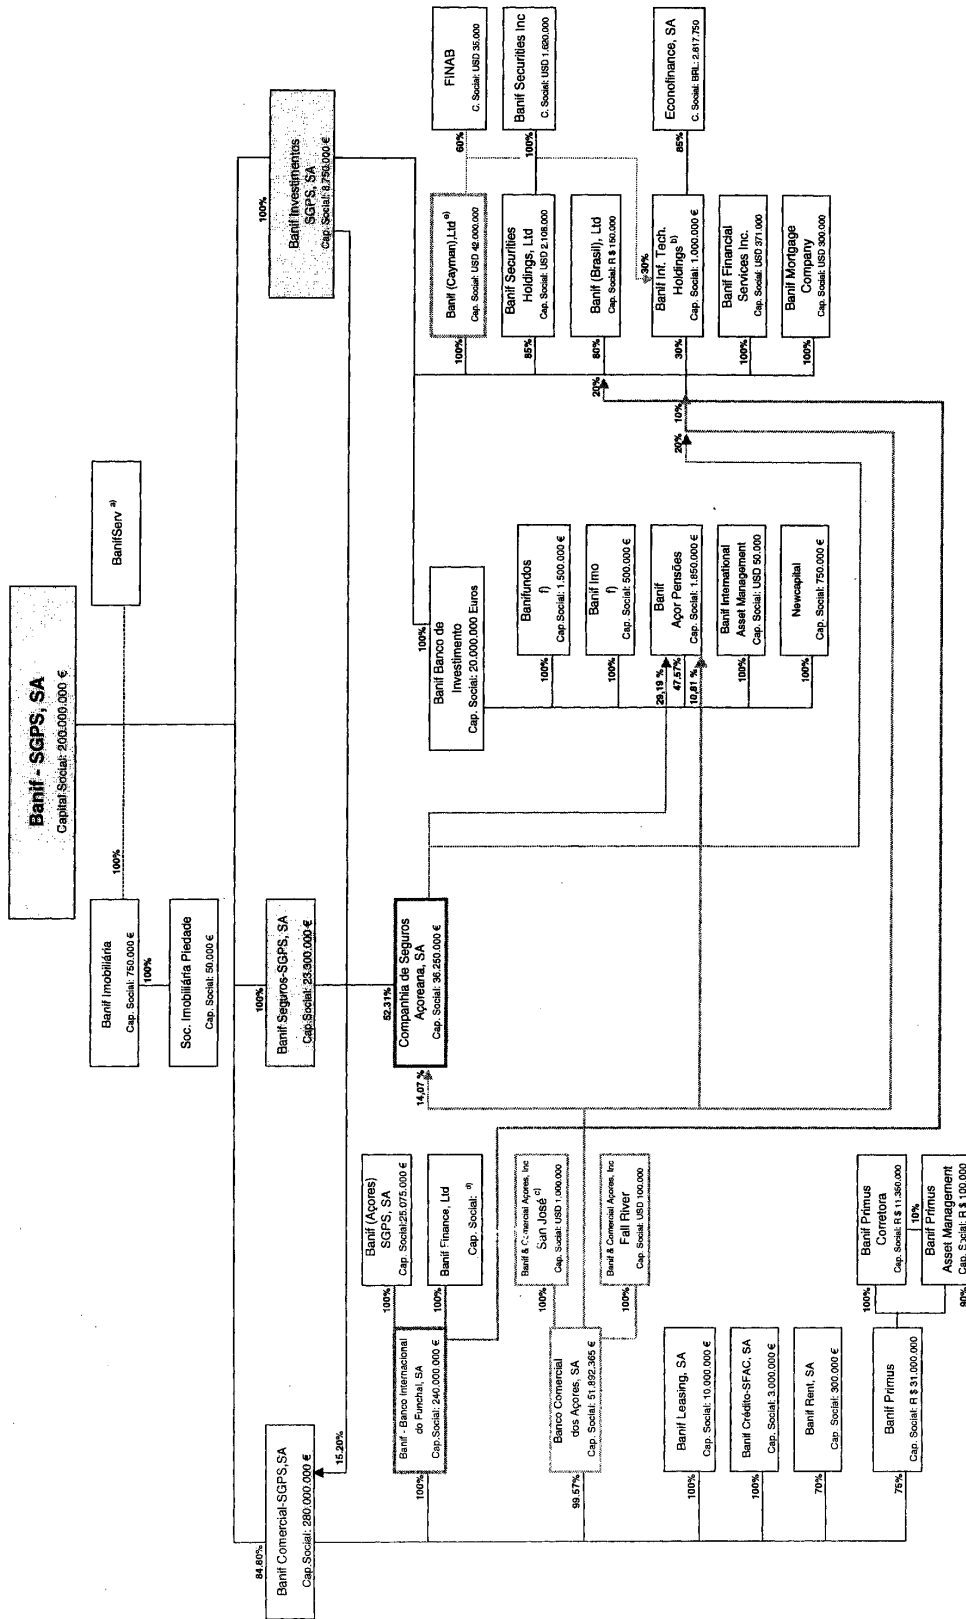 Banif - SGPS, SA
Capital Social: 200.000.000 €
Banif Imobiliária
Cap. Social: 750.000 €
100%
BanifServ a)
100%
Soc. Imobiliária Piedade
Cap. Social: 50.000 €
84.80%
Banif Comercial-SGPS,SA
Cap.Social: 280.000.000 €
15.20%
100%
Banif Seguros-SGPS, SA
Cap.Social: 23.300.000 €
100%
Banif Investimentos
SGPS, SA
Cap. Social: 8.750.000 €
100%
Banif - Banco Internacional
do Funchal, SA
Cap.Social: 240.000.000 €
100%
Banif (Açores)
SGPS, SA
Cap. Social:25.075.000 €
100%
Banif Finance, Ltd
Cap. Social: d)
99.57%
Banco Comercial
dos Açores, SA
Cap. Social: 51.892.365 €
100%
Banif & Comercial Açores, Inc
San José c)
Cap. Social: USD 1.000.000
100%
Banif & Comercial Açores, Inc
Fall River
Cap. Social: USD 100.000
100%
Banif Leasing, SA
Cap. Social: 10.000.000 €
100%
Banif Crédito-SFAC, SA
Cap. Social: 3.000.000 €
70%
Banif Rent, SA
Cap. Social: 300.000 €
75%
Banif Primus
Cap. Social: R $ 31.000.000
100%
Banif Primus
Corretora
Cap. Social: R $ 11.350.000
10%
Banif Primus
Asset Management
Cap. Social: R $ 1100.000
90%
52.31%
Companhia de Seguros
Açoreana, SA
Cap. Social: 36.250.000 €
14,07 %
100%
Banif Banco de
Investimento
Cap. Social: 20.000.000 Euros
100%
Banifundos
f)
Cap. Social: 1.500.000 €
100%
Banif Imo
f)
Cap. Social: 500.000 €
29,19 %
47.57%
10,81 %
Banif
Açor Pensões
Cap. Social: 1.850.000 €
100%
Banif International
Asset Management
Cap. Social: USD 50.000
100%
Newcapital
Cap. Social: 750.000 €
100%
Banif (Cayman),Ltd e)
Cap. Social: USD 42.000.000
60%
FINAB
C. Social: USD 35.000
85%
Banif Securities
Holdings, Ltd
Cap. Social: USD 2.108.000
100%
Banif Securities Inc
C. Social: USD 1.620.000
80%
20%
Banif (Brasil), Ltd
Cap. Social: R $ 150.000
30%
10%
20%
30%
Banif Inf. Tech.
Holdings b)
Cap. Social: 1.000.000 €
85%
Econofinance, SA
C. Social: BRL: 2.617.750
100%
Banif Financial
Services Inc.
Cap. Social: USD 371.000
100%
Banif Mortgage
Company
Cap. Social: USD 300.000